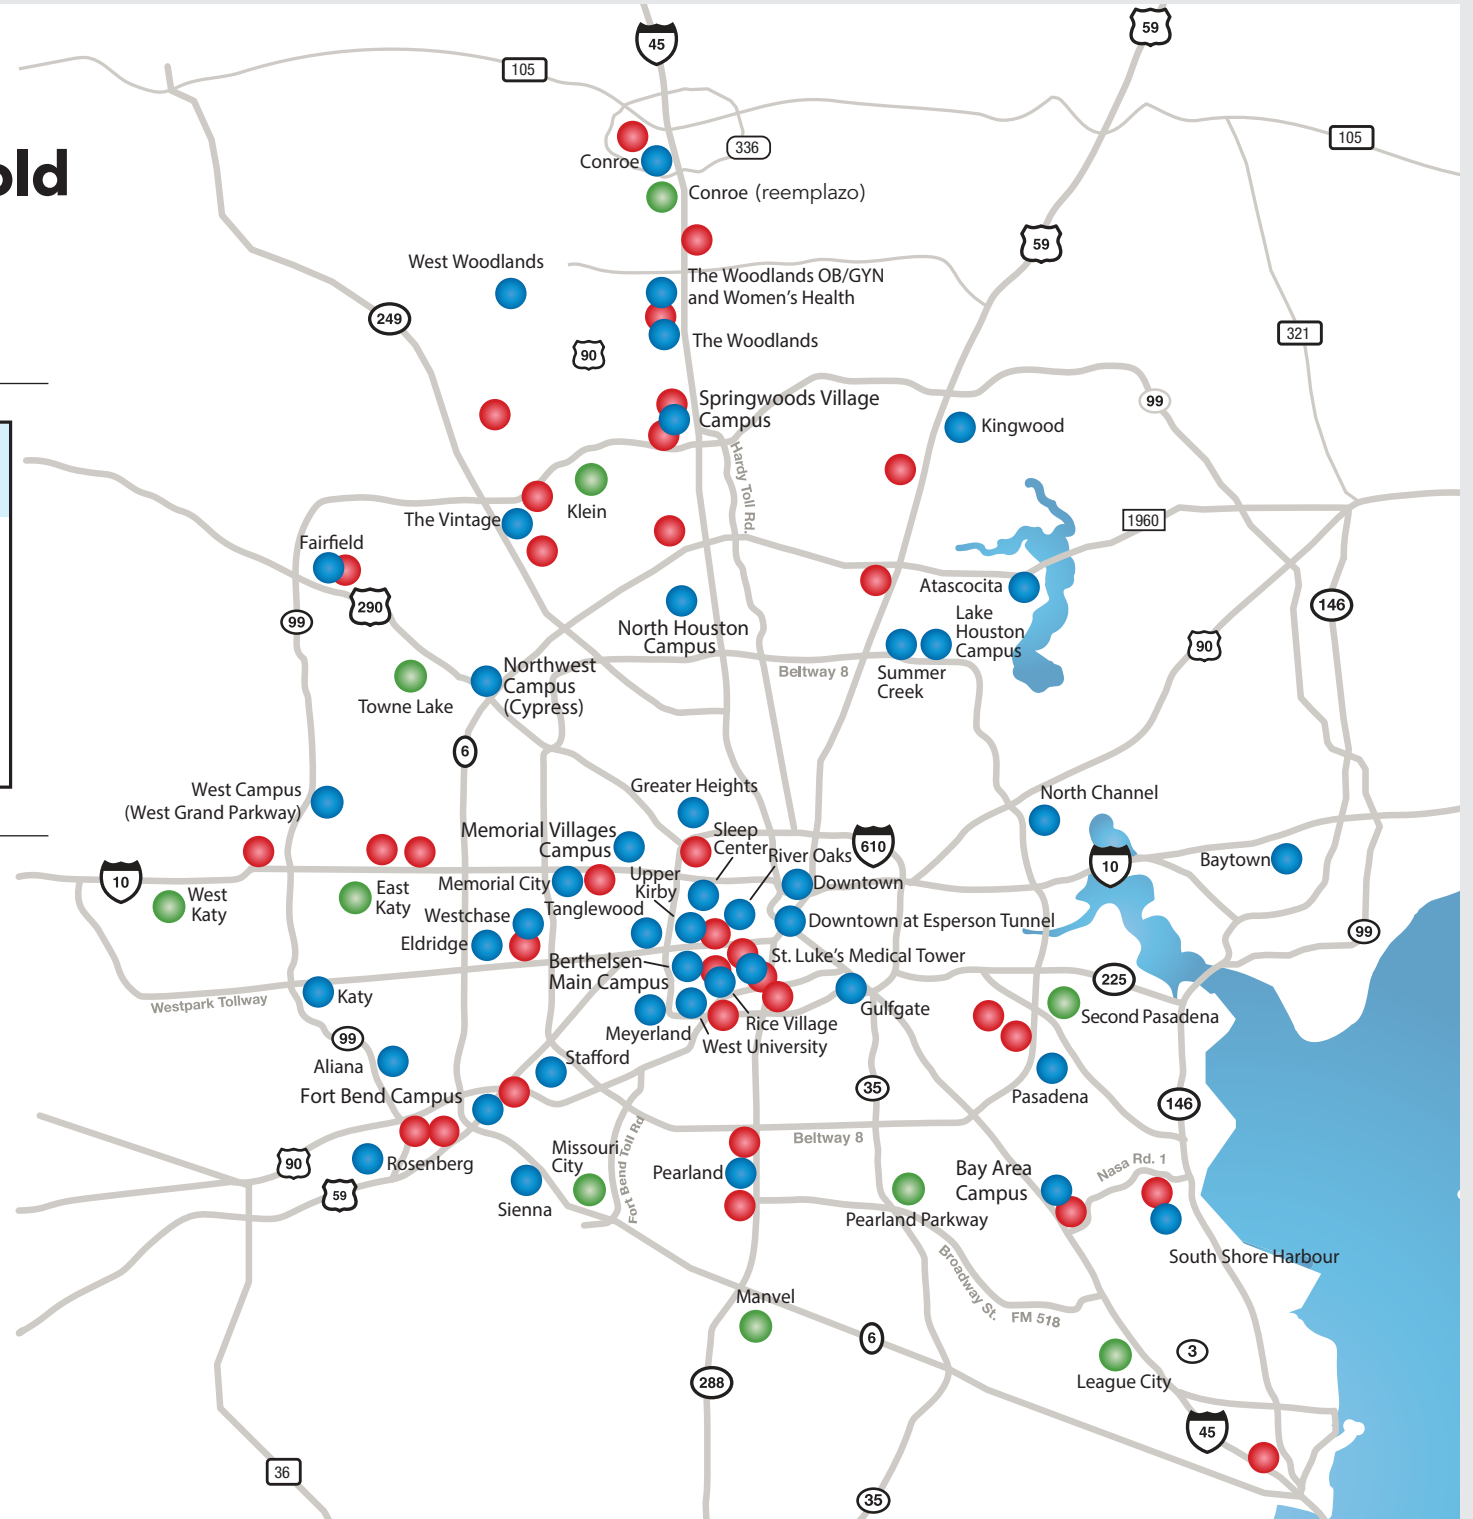 45
59
105
105
336
old
Conroe
Conroe (reemplazo)
59
West Woodlands
The Woodlands OB/GYN
and Women's Health
249
90
The Woodlands
321
Springwoods Village
Campus
99
Kingwood
Hardy Toll Rd.
Klein
The Vintage
1960
Fairfield
290
99
Atascocita
146
Lake
Houston
Campus
North Houston
Campus
90
Beltway 8
Summer
Creek
Northwest
Campus
(Cypress)
Towne Lake
6
West Campus
(West Grand Parkway)
Greater Heights
North Channel
Memorial Villages
Campus
Sleep
Center
River Oaks
610
10
10
Baytown
Upper
Kirby
Memorial City
Downtown
West
Katy
East
Katy
Westchase
Tanglewood
Downtown at Esperson Tunnel
Eldridge
99
Berthelsen
Main Campus
St. Luke's Medical Tower
225
Westpark Tollway
Katy
Gulfgate
Second Pasadena
Meyerland
Rice Village
West University
99
Aliana
Stafford
35
Pasadena
146
Fort Bend Campus
Beltway 8
Missouri
City
Fort Bend Toll Rd
90
Rosenberg
Pearland
Bay Area
Campus
Nasa Rd. 1
59
Sienna
Pearland Parkway
South Shore Harbour
Broadway St.
FM 518
Manvel
6
3
288
League City
45
36
35